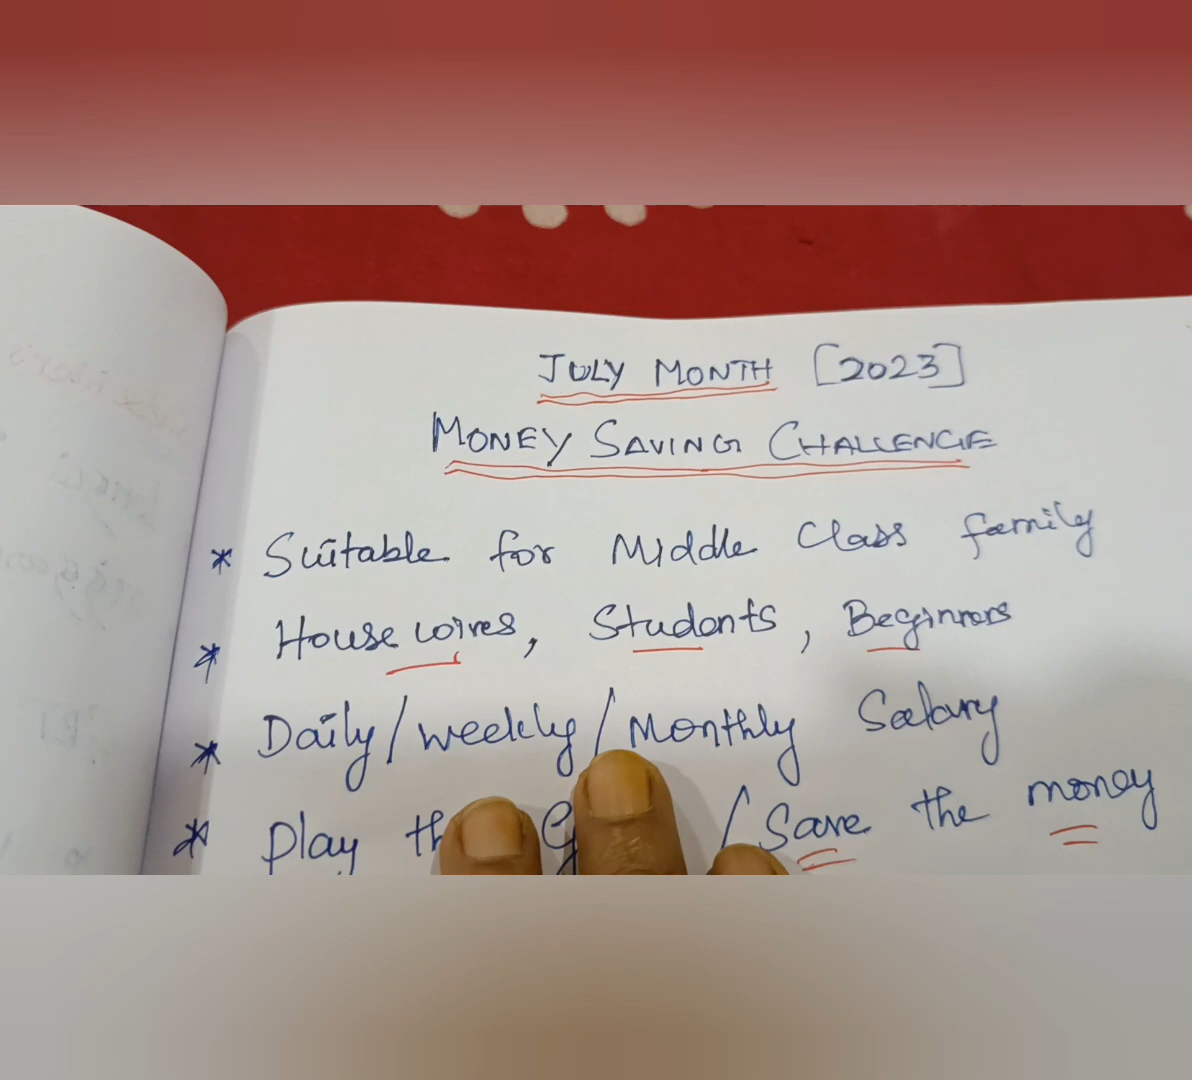 JULY MONTH [2023]
MONEY SAVING CHALLENGE
* Suitable for Middle Class family
* House wives, Students, Beginners
* Daily/weekly/Monthly Salary
* Play / Save the money